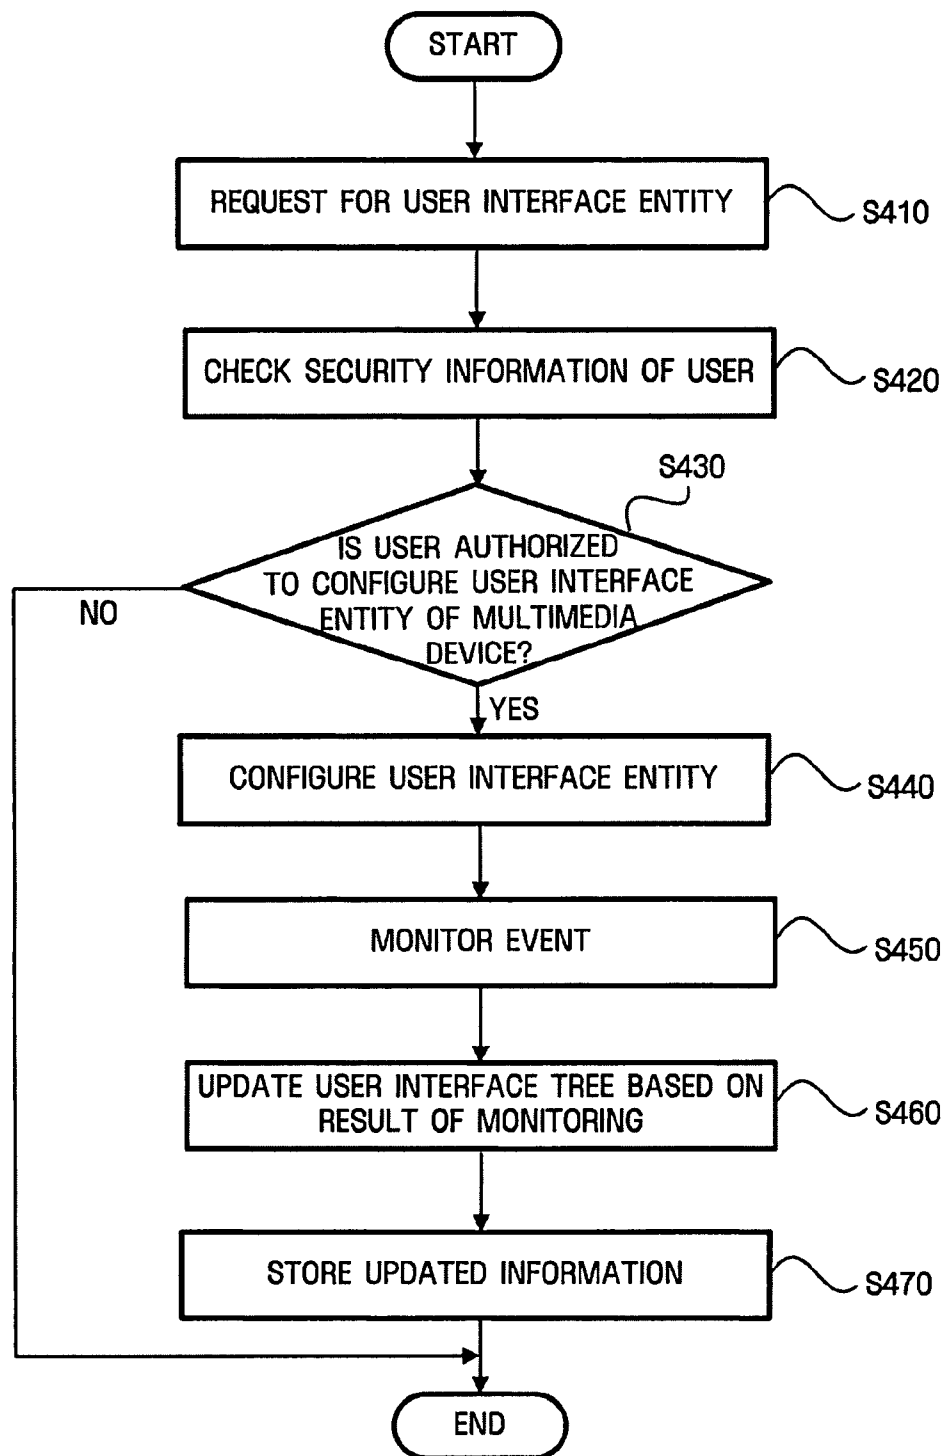 START
REQUEST FOR USER INTERFACE ENTITY
S410
CHECK SECURITY INFORMATION OF USER
S420
S430
IS USER AUTHORIZED
TO CONFIGURE USER INTERFACE
ENTITY OF MULTIMEDIA
DEVICE?
NO
YES
CONFIGURE USER INTERFACE ENTITY
S440
MONITOR EVENT
S450
UPDATE USER INTERFACE TREE BASED ON
RESULT OF MONITORING
S460
STORE UPDATED INFORMATION
S470
END